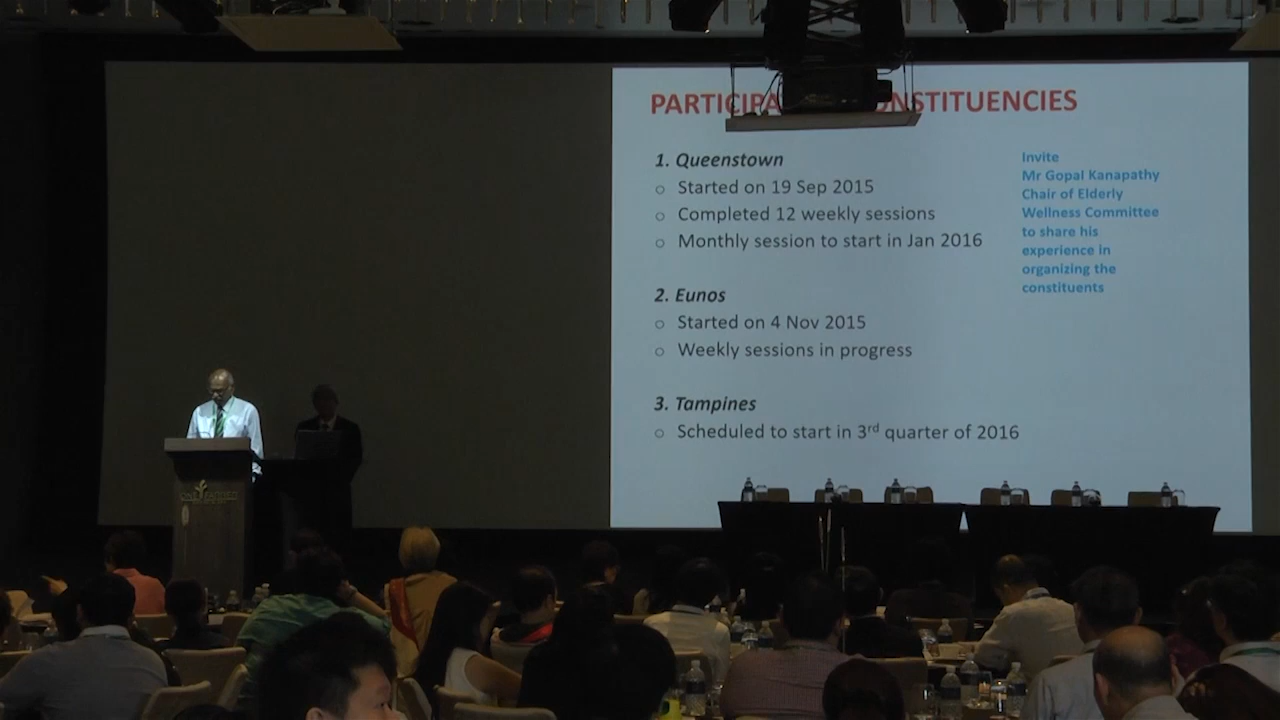 PARTICIPA NSTITUENCIES
1. Queenstown
o Started on 19 Sep 2015
o Completed 12 weekly sessions
o Monthly session to start in Jan 2016
2. Eunos
o Started on 4 Nov 2015
o Weekly sessions in progress
3. Tampines
o Scheduled to start in 3rd quarter of 2016
Invite
Mr Gopal Kanapathy
Chair of Elderly
Wellness Committee
to share his
experience in
organizing the
constituents